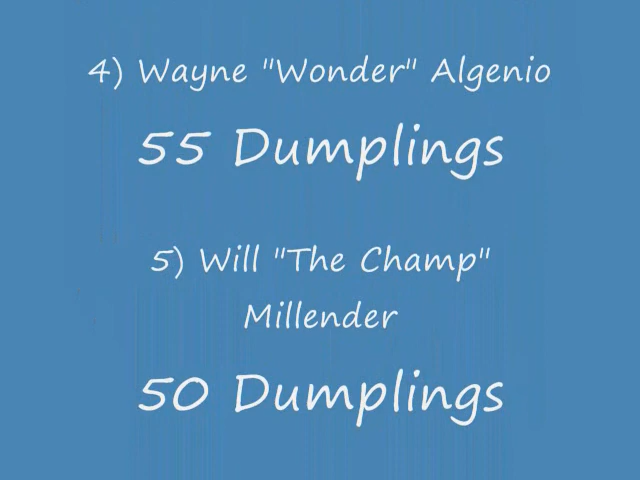 4) Wayne "Wonder" Algenio
55 Dumplings
5) Will "The Champ"
Millender
50 Dumplings